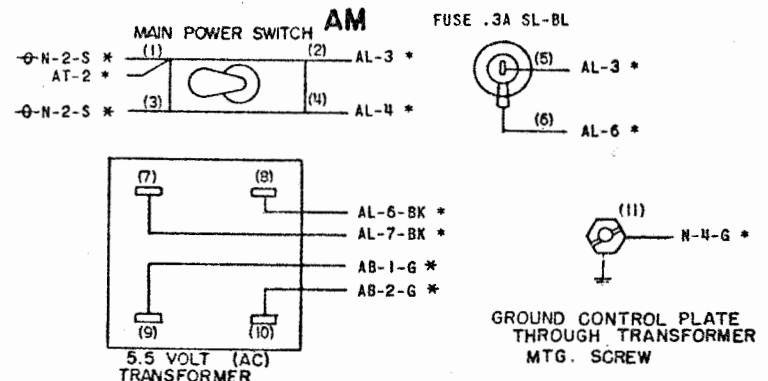 AM
MAIN POWER SWITCH
FUSE .3A SL-BL
N-2-S *
(1)
(2)
AL-3 *
AT-2 *
N-2-S *
(3)
(4)
AL-4 *
(5)
AL-3 *
(6)
AL-6 *
(7)
(8)
AL-6-BK *
AL-7-BK *
AB-1-G *
AB-2-G *
(9)
(10)
5.5 VOLT (AC)
TRANSFORMER
(11)
N-4-G *
GROUND CONTROL PLATE
THROUGH TRANSFORMER
MTG. SCREW